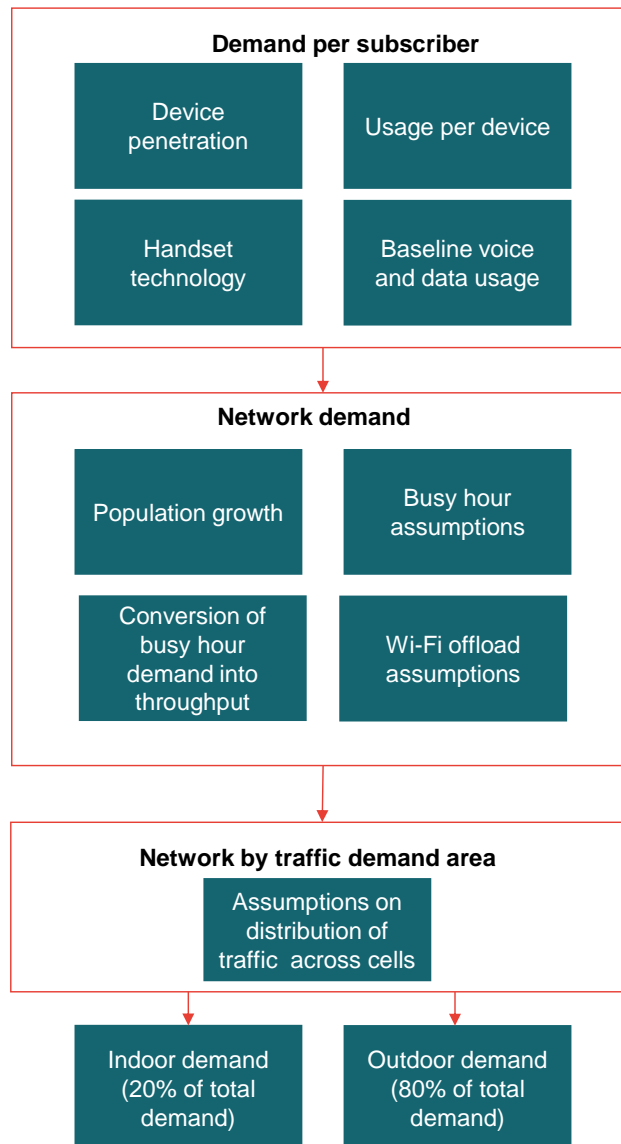 Demand per subscriber
Device
penetration
Usage per device
Handset
technology
Baseline voice
and data usage
Network demand
Population growth
Busy hour
assumptions
Conversion of
busy hour
demand into
throughput
Wi-Fi offload
assumptions
Network by traffic demand area
Assumptions on
distribution of
traffic across cells
Indoor demand
(20% of total
demand)
Outdoor demand
(80% of total
demand)